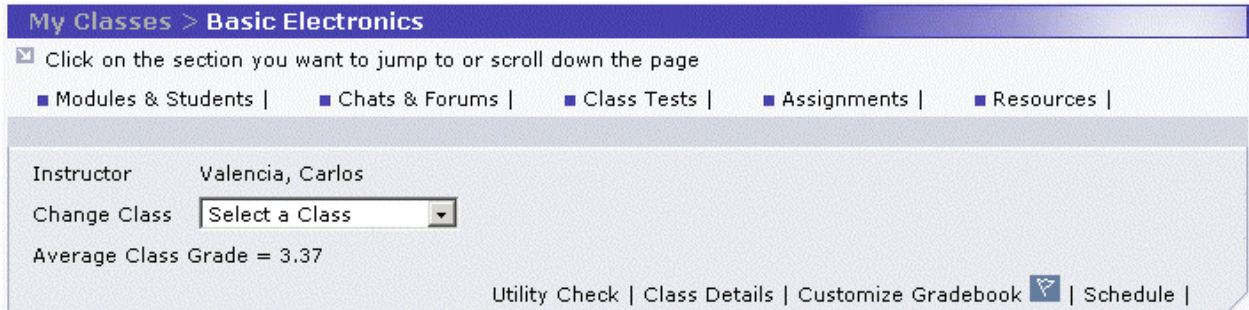 My Classes > Basic Electronics
Click on the section you want to jump to or scroll down the page
Modules & Students | Chats & Forums | Class Tests | Assignments | Resources |
Instructor Valencia, Carlos
Change Class Select a Class
Average Class Grade = 3.37
Utility Check | Class Details | Customize Gradebook | Schedule |